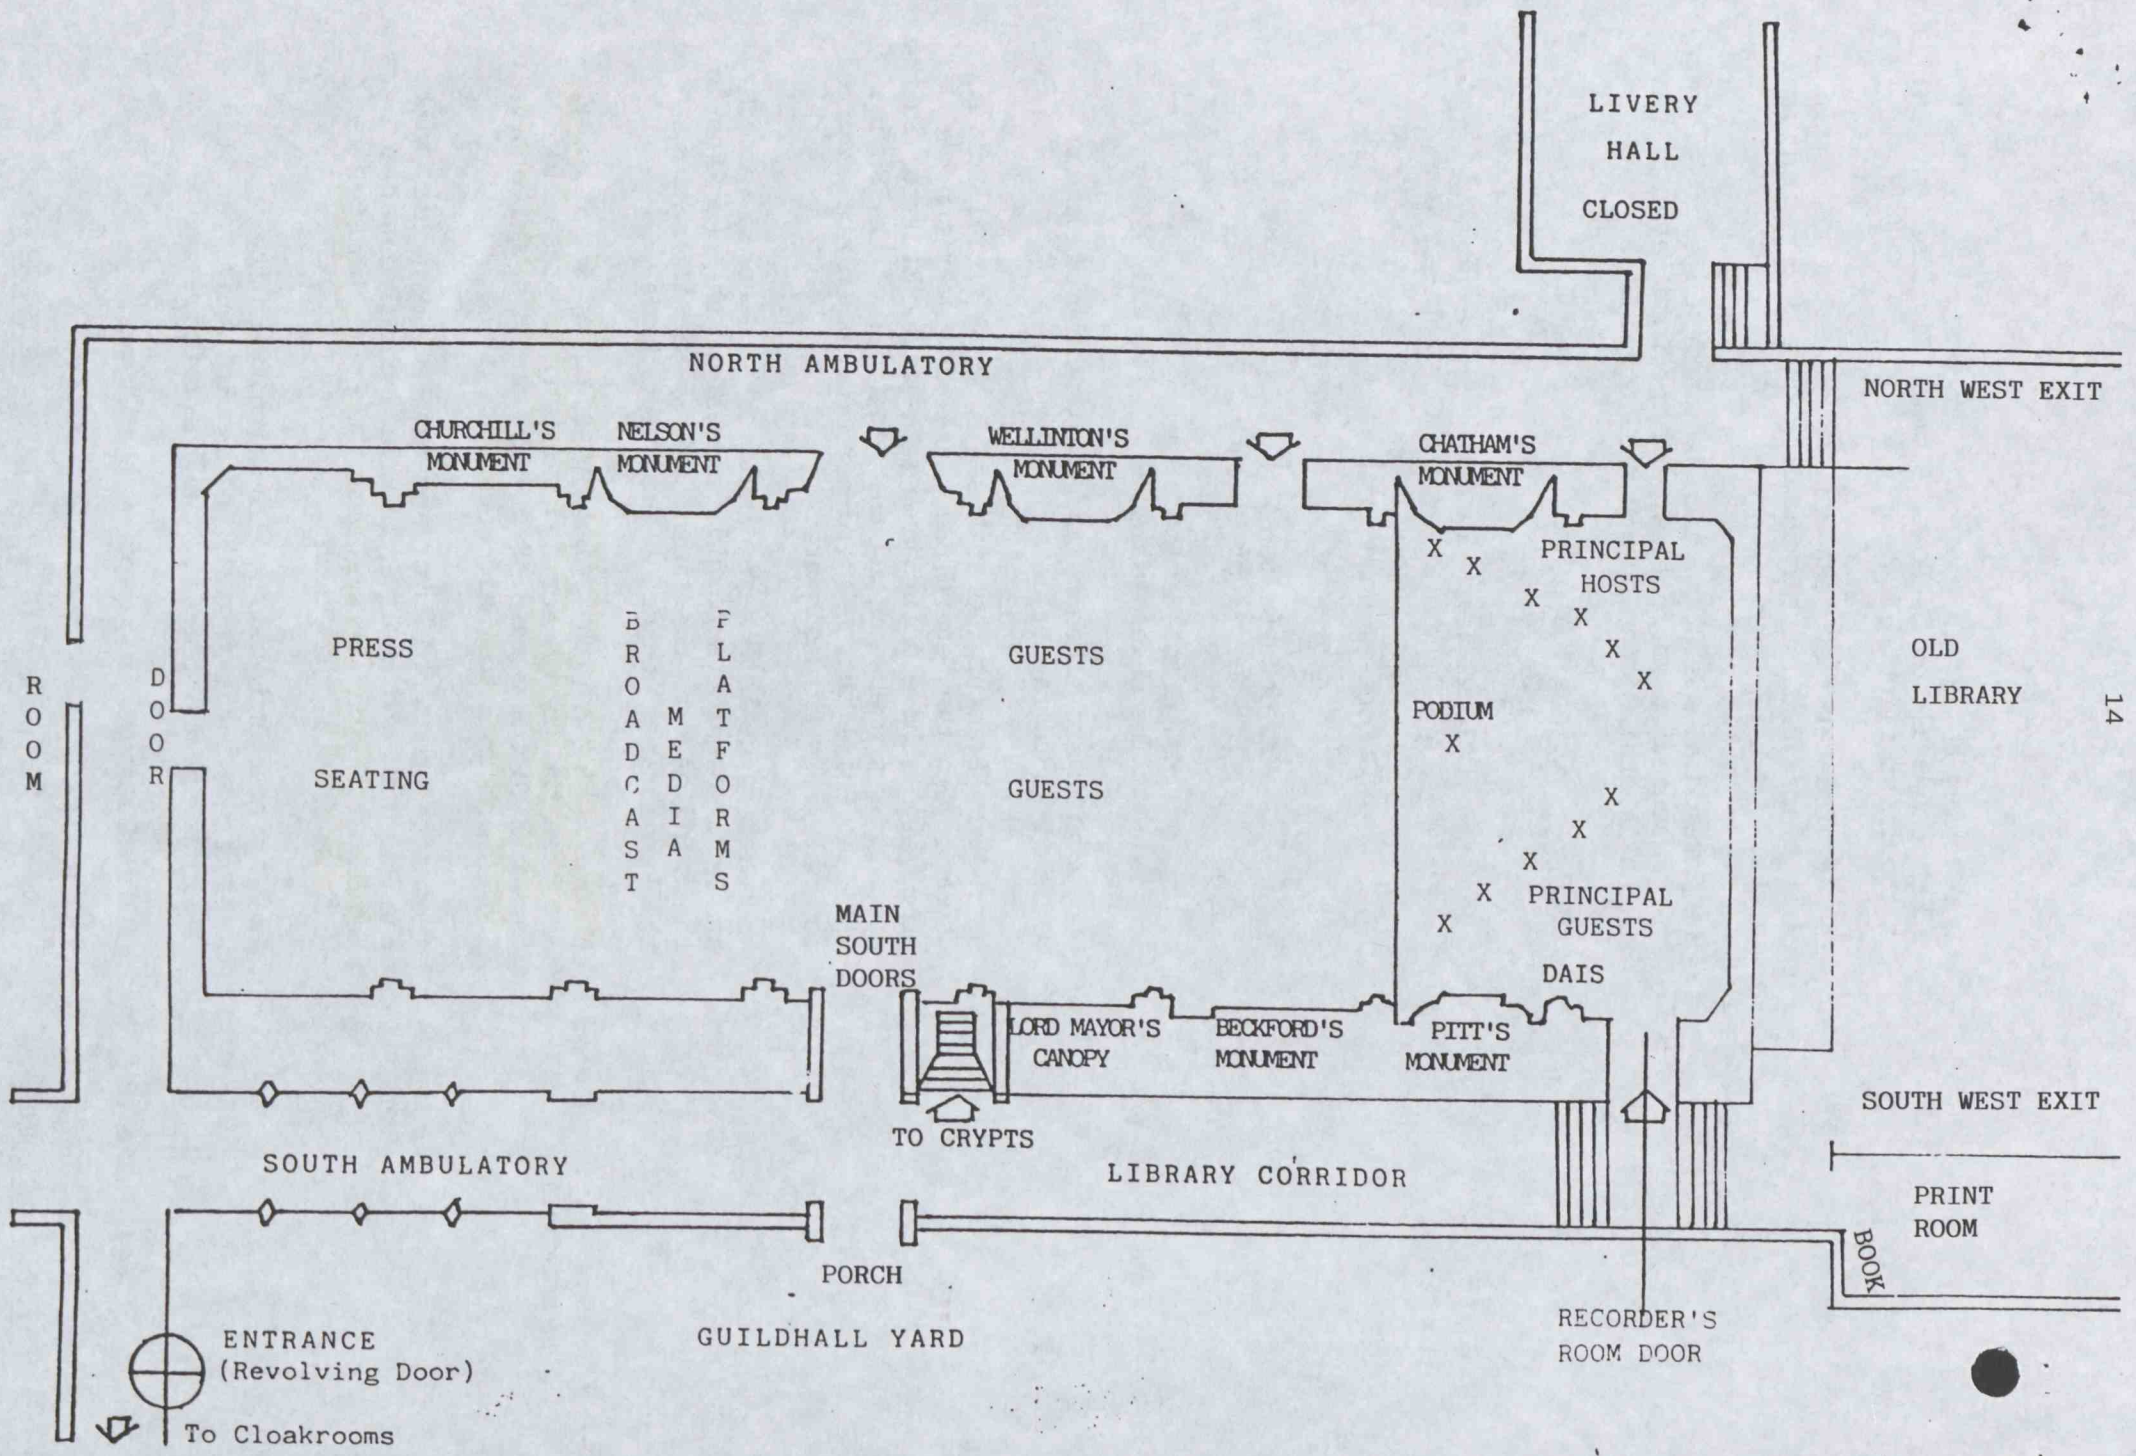 LIVERY
HALL
CLOSED
NORTH AMBULATORY
NORTH WEST EXIT
CHURCHILL'S
MONUMENT
NELSON'S
MONUMENT
WELLINTON'S
MONUMENT
CHATHAM'S
MONUMENT
X
X
X
X
X
X
PRINCIPAL
HOSTS
ROOM
DOOR
PRESS
SEATING
BROADCAST
MEDIA
PLATFORMS
GUESTS
GUESTS
PODIUM
X
OLD
LIBRARY
14
X
X
X
X
X
PRINCIPAL
GUESTS
DAIS
MAIN
SOUTH
DOORS
LORD MAYOR'S
CANOPY
BECKFORD'S
MONUMENT
PITT'S
MONUMENT
TO CRYPTS
SOUTH WEST EXIT
SOUTH AMBULATORY
LIBRARY CORRIDOR
PRINT
ROOM
BOOK
PORCH
GUILDHALL YARD
RECORDER'S
ROOM DOOR
ENTRANCE
(Revolving Door)
To Cloakrooms